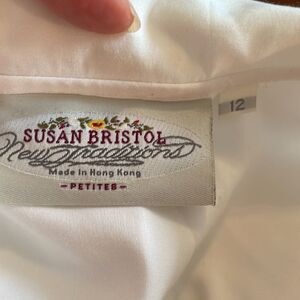 SUSAN BRISTOL
New Traditions
Made in Hong Kong
- PETITES -
12